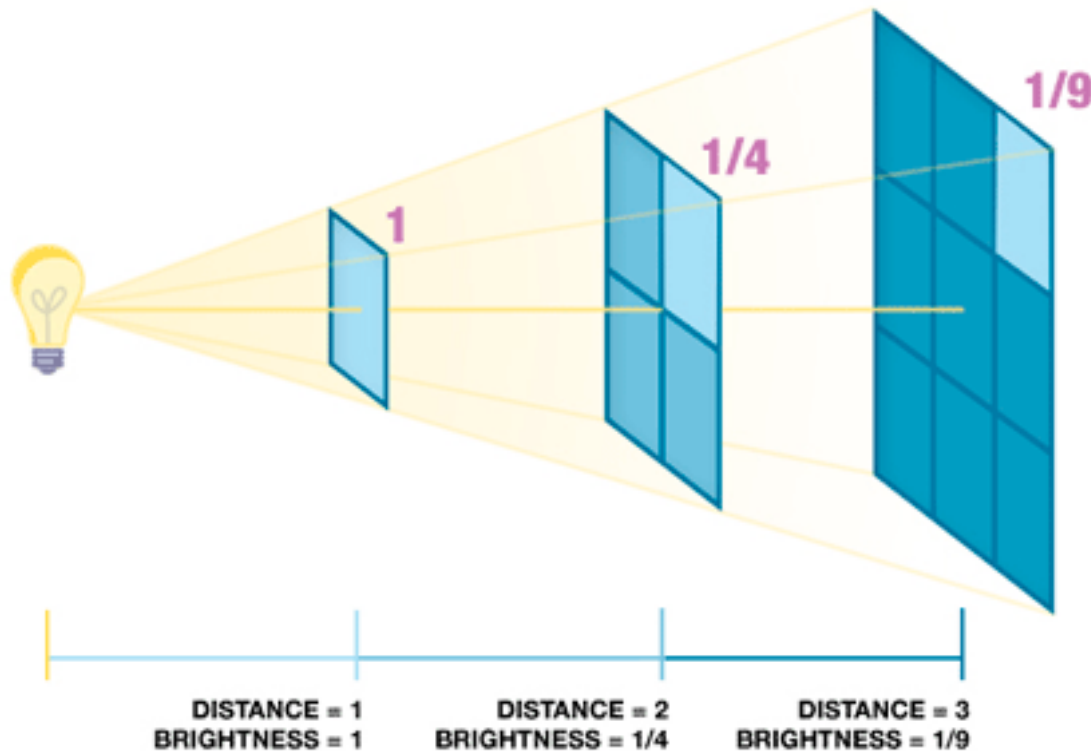 1
1/4
1/9
DISTANCE = 1
BRIGHTNESS = 1
DISTANCE = 2
BRIGHTNESS = 1/4
DISTANCE = 3
BRIGHTNESS = 1/9